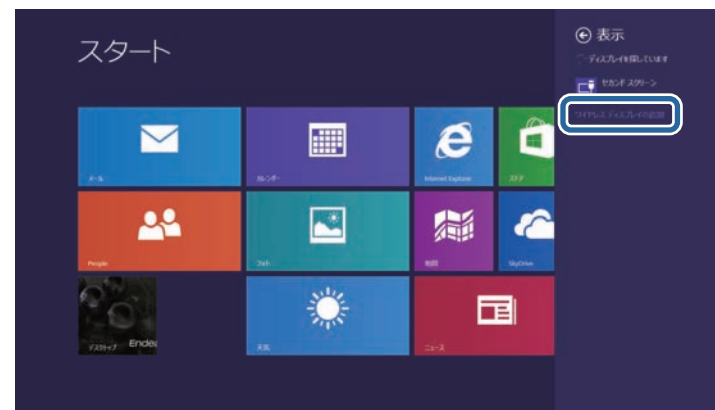 スタート
表示
ディスプレイを探しています
セカンド スクリーン
ワイヤレス ディスプレイの追加
メール
カレンダー
Internet Explorer
ストア
People
フォト
地図
SkyDrive
デスクトップ
Endea
天気
ニュース